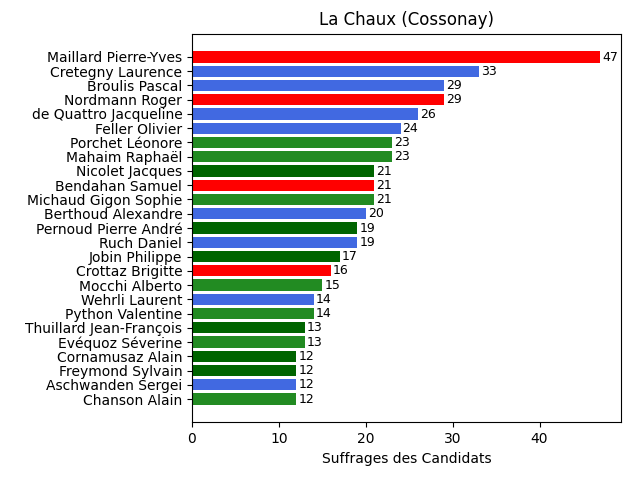 La Chaux (Cossonay)
Maillard Pierre-Yves 47
Cretegny Laurence 33
Broulis Pascal 29
Nordmann Roger 29
de Quattro Jacqueline 26
Feller Olivier 24
Porchet Léonore 23
Mahaim Raphaël 23
Nicolet Jacques 21
Bendahan Samuel 21
Michaud Gigon Sophie 21
Berthoud Alexandre 20
Pernoud Pierre André 19
Ruch Daniel 19
Jobin Philippe 17
Crottaz Brigitte 16
Mocchi Alberto 15
Wehrli Laurent 14
Python Valentine 14
Thuillard Jean-François 13
Evéquoz Séverine 13
Cornamusaz Alain 12
Freymond Sylvain 12
Aschwanden Sergei 12
Chanson Alain 12
0 10 20 30 40
Suffrages des Candidats